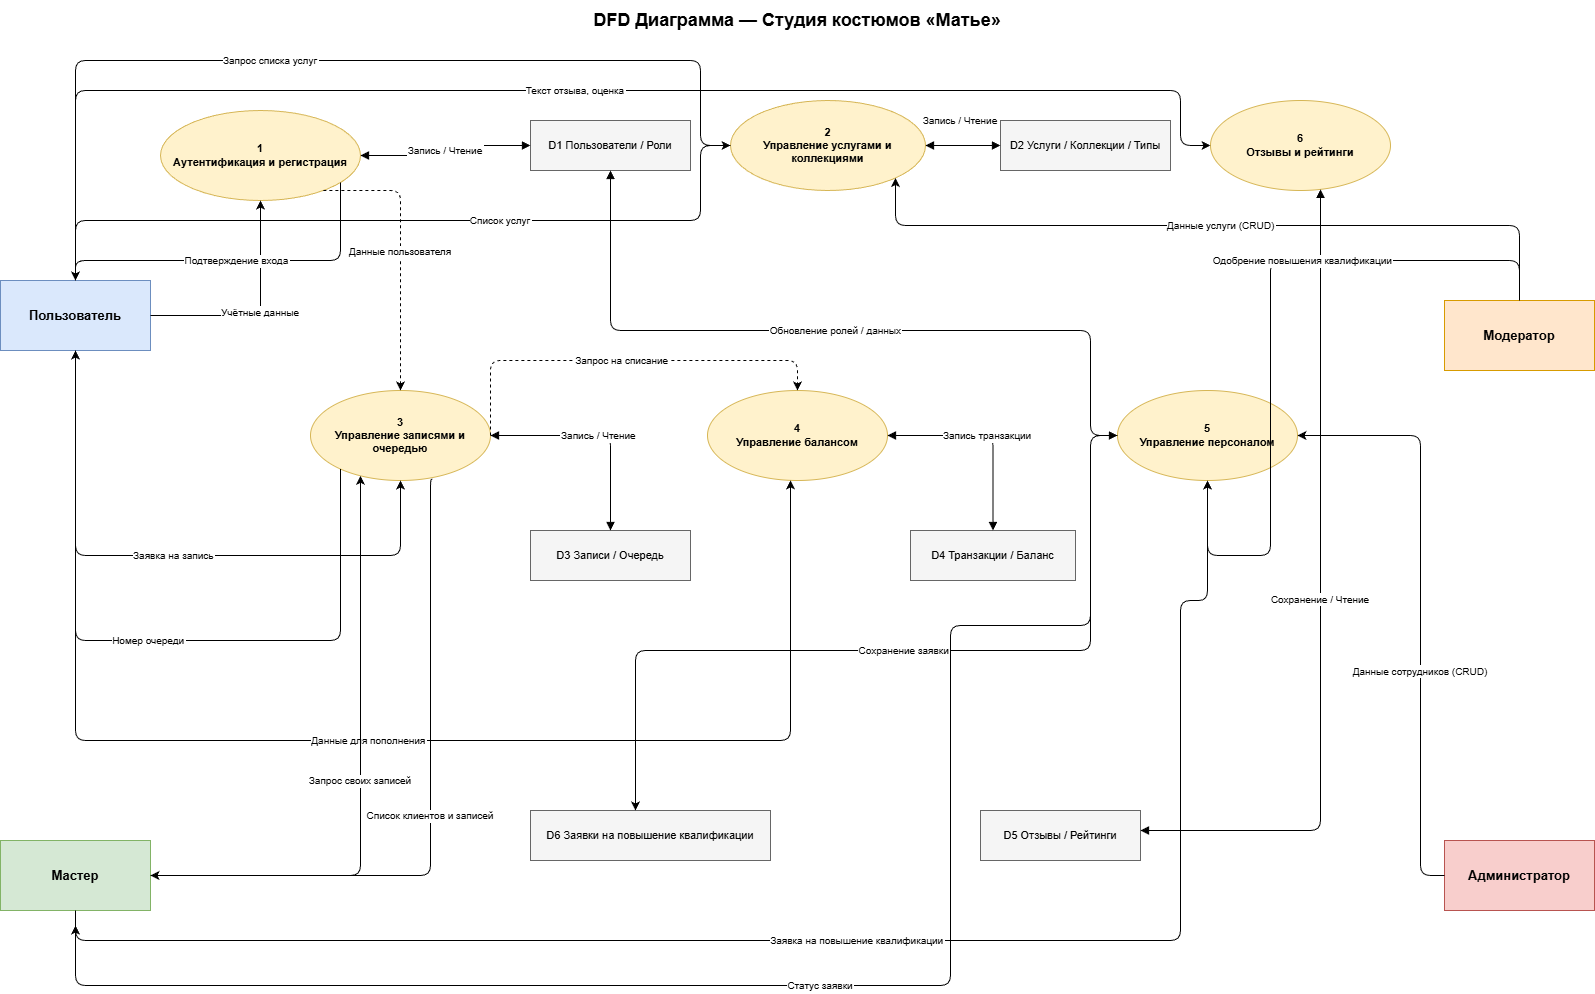 DFD Диаграмма — Студия костюмов «Матье»
Запрос списка услуг
Текст отзыва, оценка
1
Аутентификация и регистрация
Запись / Чтение
D1 Пользователи / Роли
2
Управление услугами и
коллекциями
Запись / Чтение
D2 Услуги / Коллекции / Типы
6
Отзывы и рейтинги
Список услуг
Данные услуги (CRUD)
Подтверждение входа
Данные пользователя
Одобрение повышения квалификации
Пользователь
Учётные данные
Обновление ролей / данных
Модератор
Запрос на списание
3
Управление записями и
очередью
Запись / Чтение
4
Управление балансом
Запись транзакции
5
Управление персоналом
Заявка на запись
D3 Записи / Очередь
D4 Транзакции / Баланс
Сохранение / Чтение
Номер очереди
Сохранение заявки
Данные сотрудников (CRUD)
Данные для пополнения
Запрос своих записей
Список клиентов и записей
D6 Заявки на повышение квалификации
D5 Отзывы / Рейтинги
Мастер
Администратор
Заявка на повышение квалификации
Статус заявки